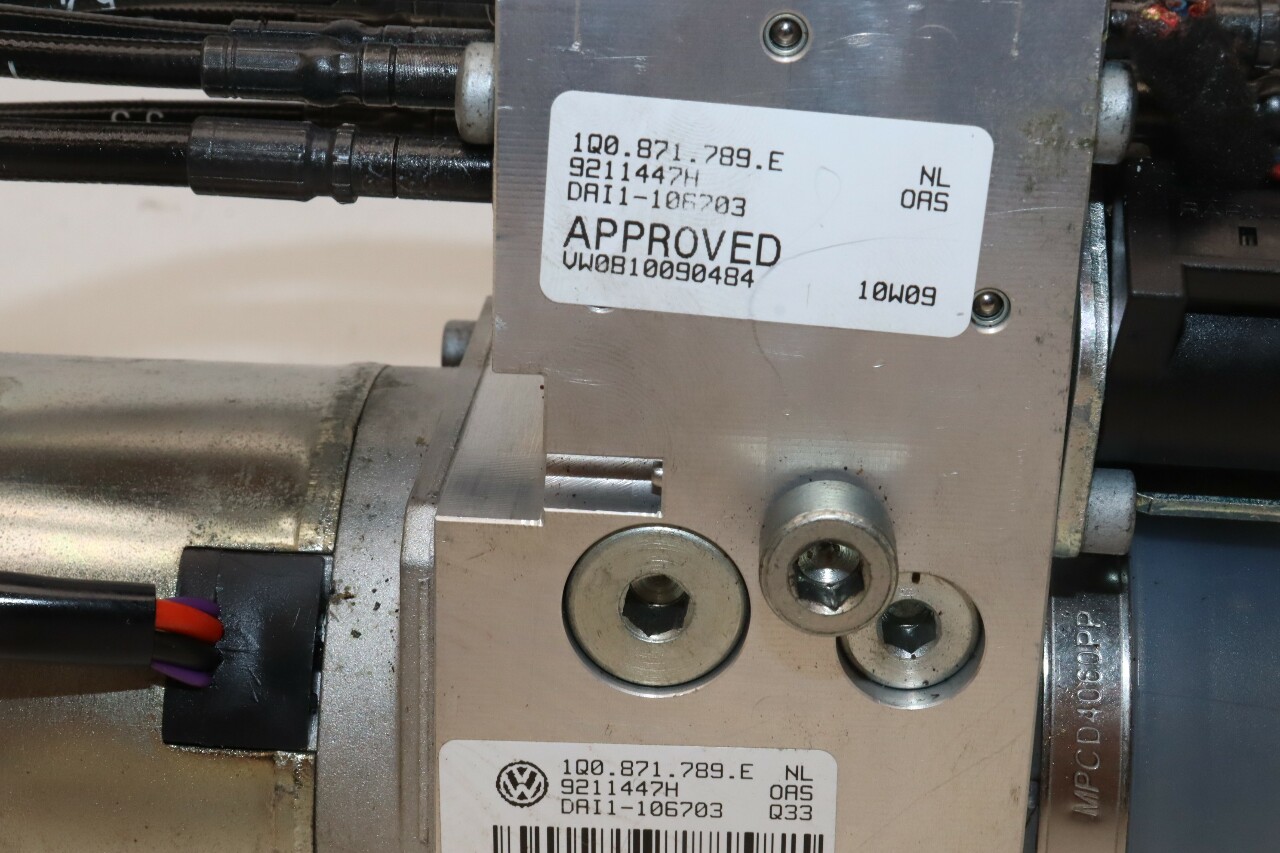 1Q0.871.789.E
9211447H NL
DAI1-106703 OAS
APPROVED
VW0B10090484 10W09
1Q0.871.789.E NL
9211447H OAS
DAI1-106703 Q33
MPCD4060PP